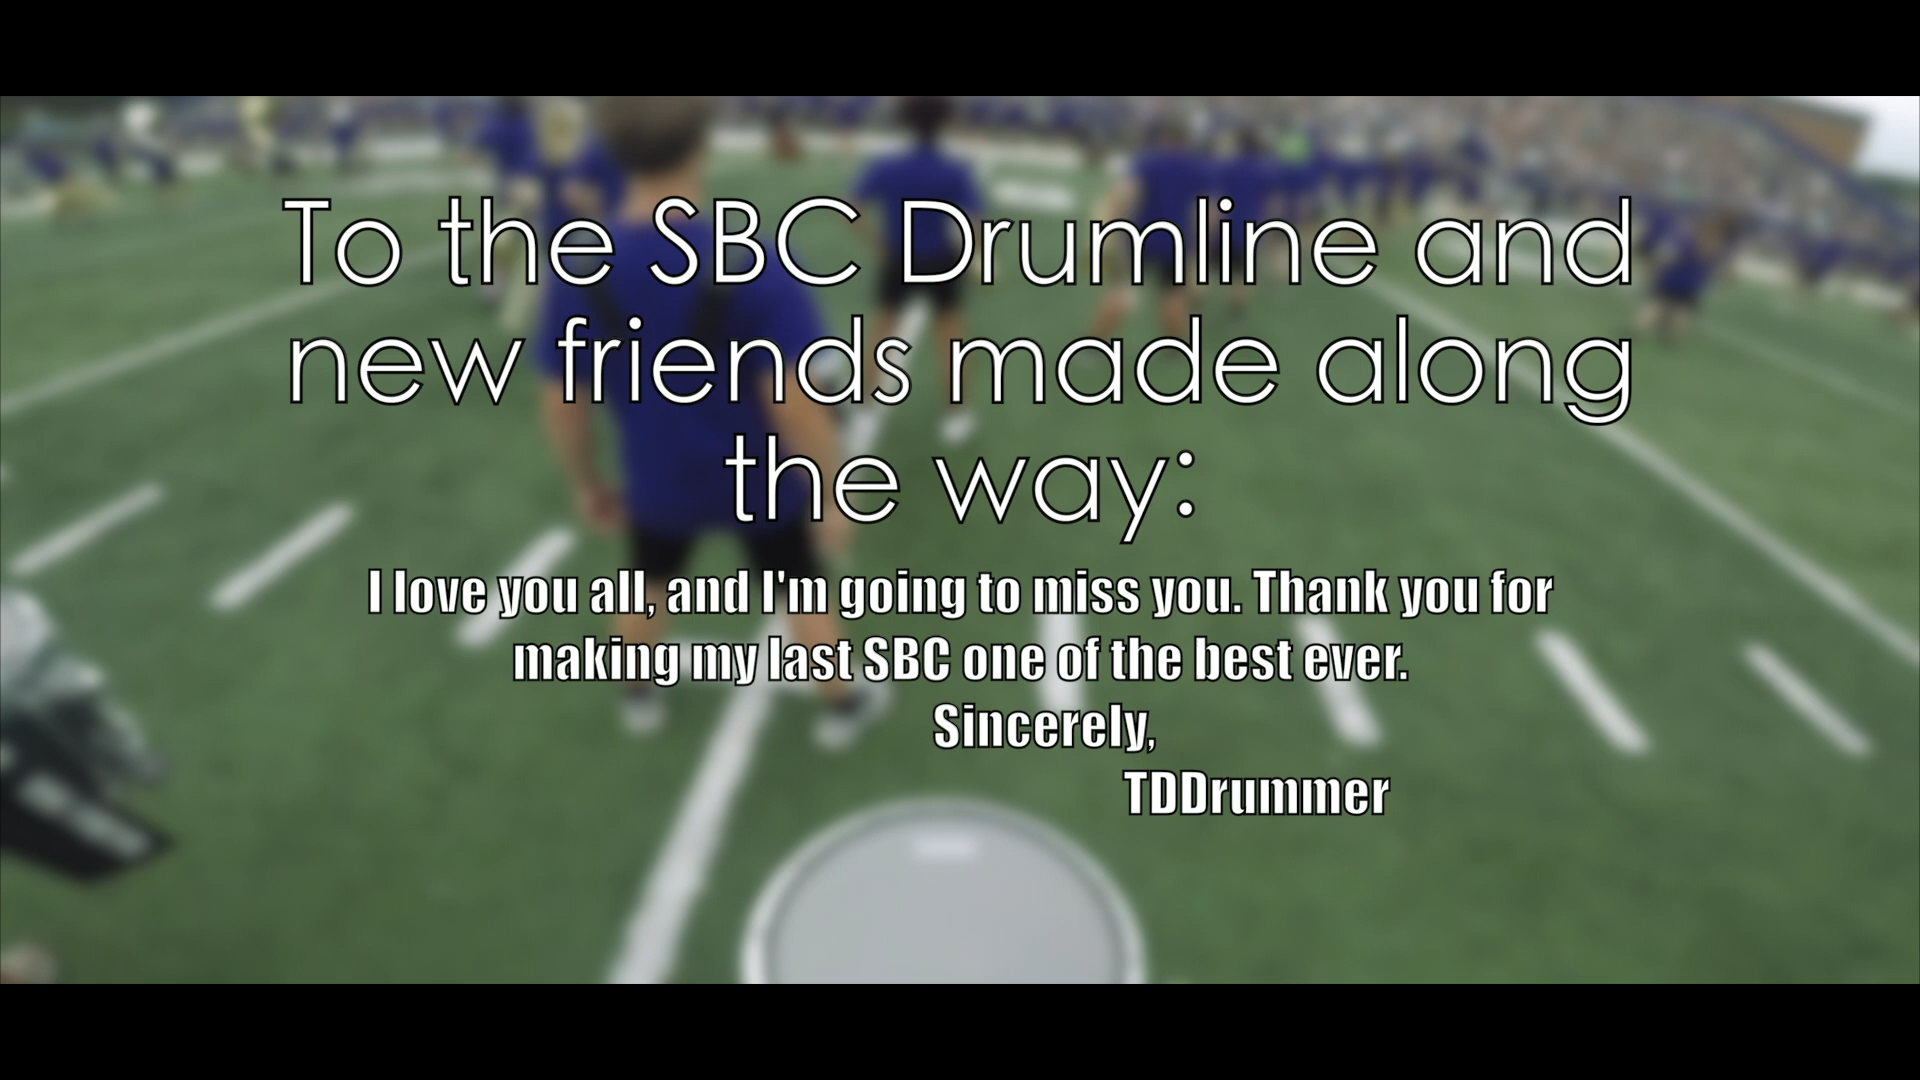 To the SBC Drumline and
new friends made along
the way:
I love you all, and I'm going to miss you. Thank you for
making my last SBC one of the best ever.
Sincerely,
TDDrummer